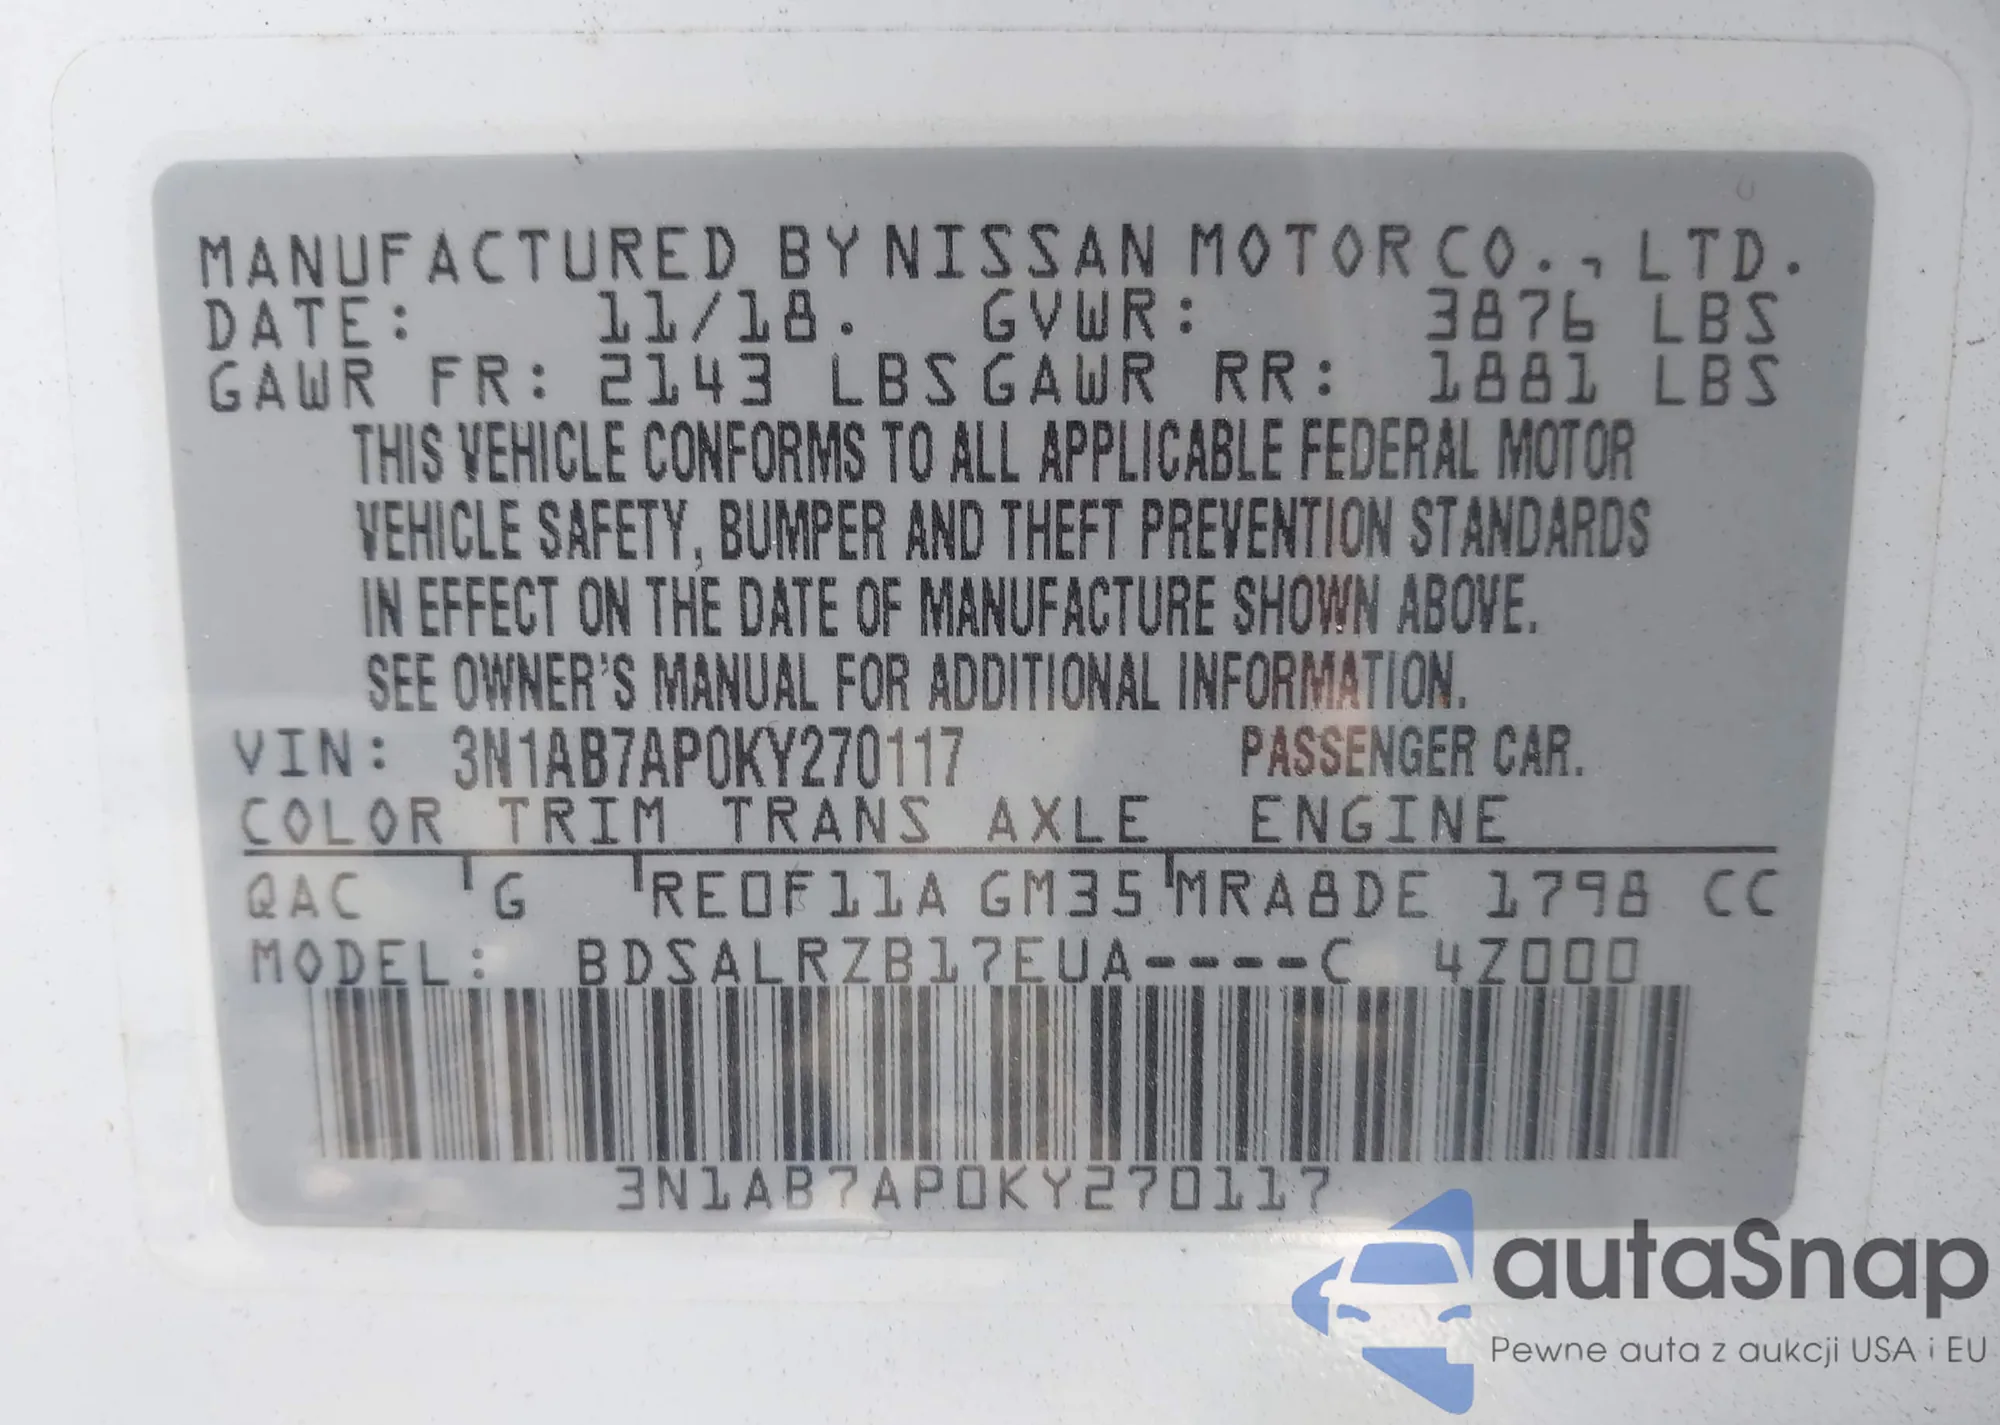 MANUFACTURED BY NISSAN MOTOR CO., LTD.
DATE: 11/18. GVWR: 3876 LBS
GAWR FR: 2143 LBS GAWR RR: 1881 LBS
THIS VEHICLE CONFORMS TO ALL APPLICABLE FEDERAL MOTOR
VEHICLE SAFETY, BUMPER AND THEFT PREVENTION STANDARDS
IN EFFECT ON THE DATE OF MANUFACTURE SHOWN ABOVE.
SEE OWNER'S MANUAL FOR ADDITIONAL INFORMATION.
VIN: 3N1AB7AP0KY270117 PASSENGER CAR.
COLOR TRIM TRANS AXLE ENGINE
QAC G RE0F11A GM35 MRA8DE 1798 CC
MODEL: BDSALRZB17EUA----C 4Z000
3N1AB7AP0KY270117
autaSnap
Pewne auta z aukcji USA i EU